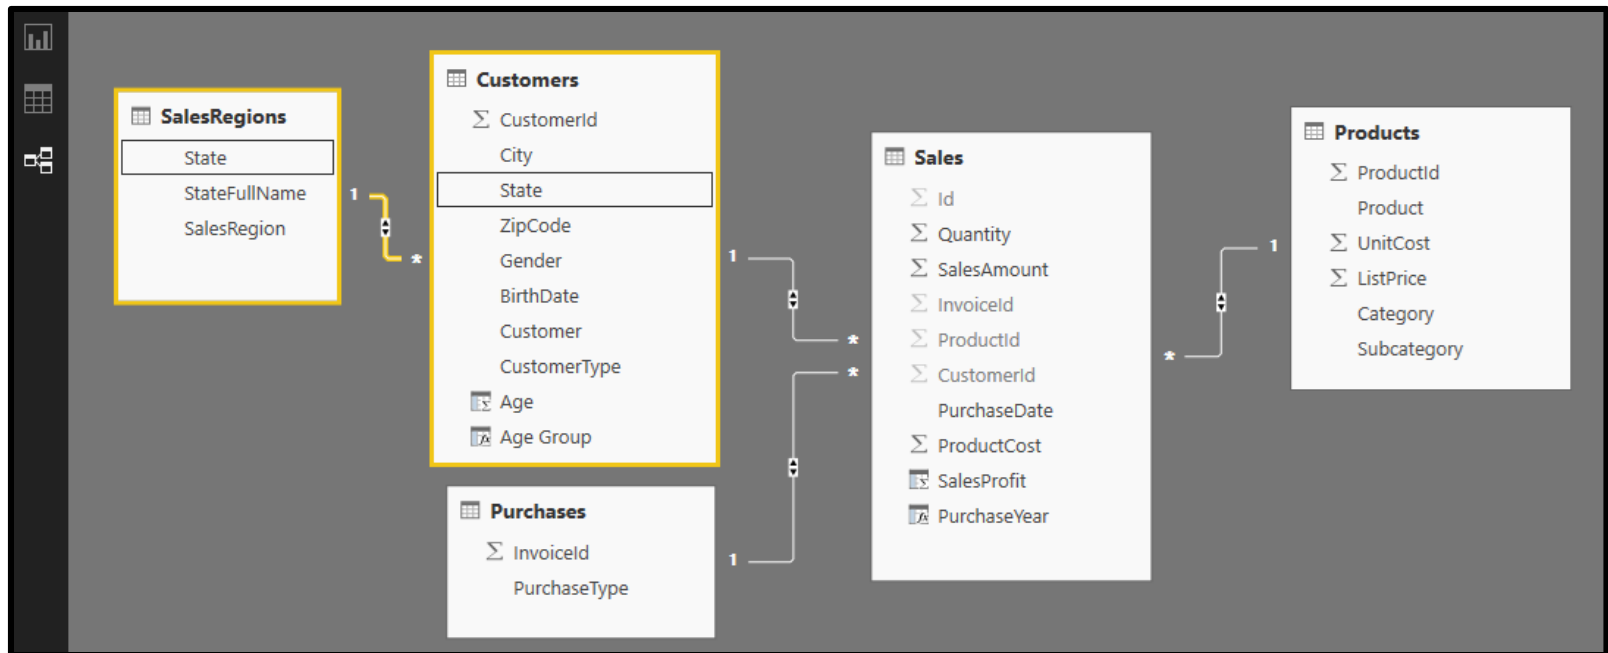 SalesRegions
State
StateFullName
SalesRegion
1
*
Customers
Σ CustomerId
City
State
ZipCode
Gender
BirthDate
Customer
CustomerType
Age
Age Group
1
*
Purchases
Σ InvoiceId
PurchaseType
1
*
Sales
Σ Id
Σ Quantity
Σ SalesAmount
Σ InvoiceId
Σ ProductId
Σ CustomerId
PurchaseDate
Σ ProductCost
SalesProfit
PurchaseYear
*
1
Products
Σ ProductId
Product
Σ UnitCost
Σ ListPrice
Category
Subcategory